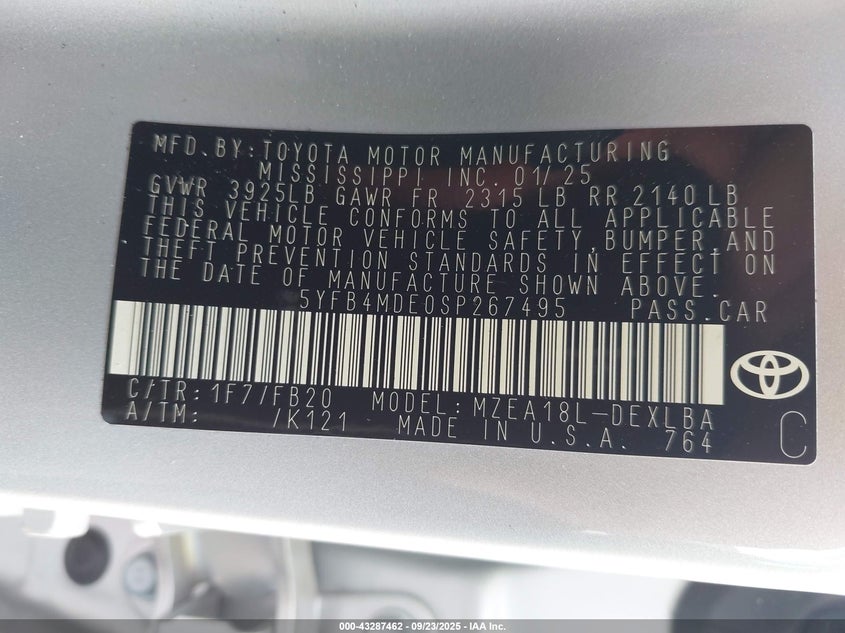 MFD. BY: TOYOTA MOTOR MANUFACTURING
MISSISSIPPI INC. 01/25
GVWR 3925LB GAWR FR 2315 LB RR 2140 LB
THIS VEHICLE CONFORMS TO ALL APPLICABLE
FEDERAL MOTOR VEHICLE SAFETY, BUMPER, AND
THEFT PREVENTION STANDARDS IN EFFECT ON
THE DATE OF MANUFACTURE SHOWN ABOVE.
5YFB4MDE0SP267495 PASS. CAR
C/TR: 1F7/FB20 MODEL: MZEA18L-DEXLBA
A/TM: /K121 MADE IN U.S.A. 764 C
000-43287462 - 09/23/2025 - IAA Inc.